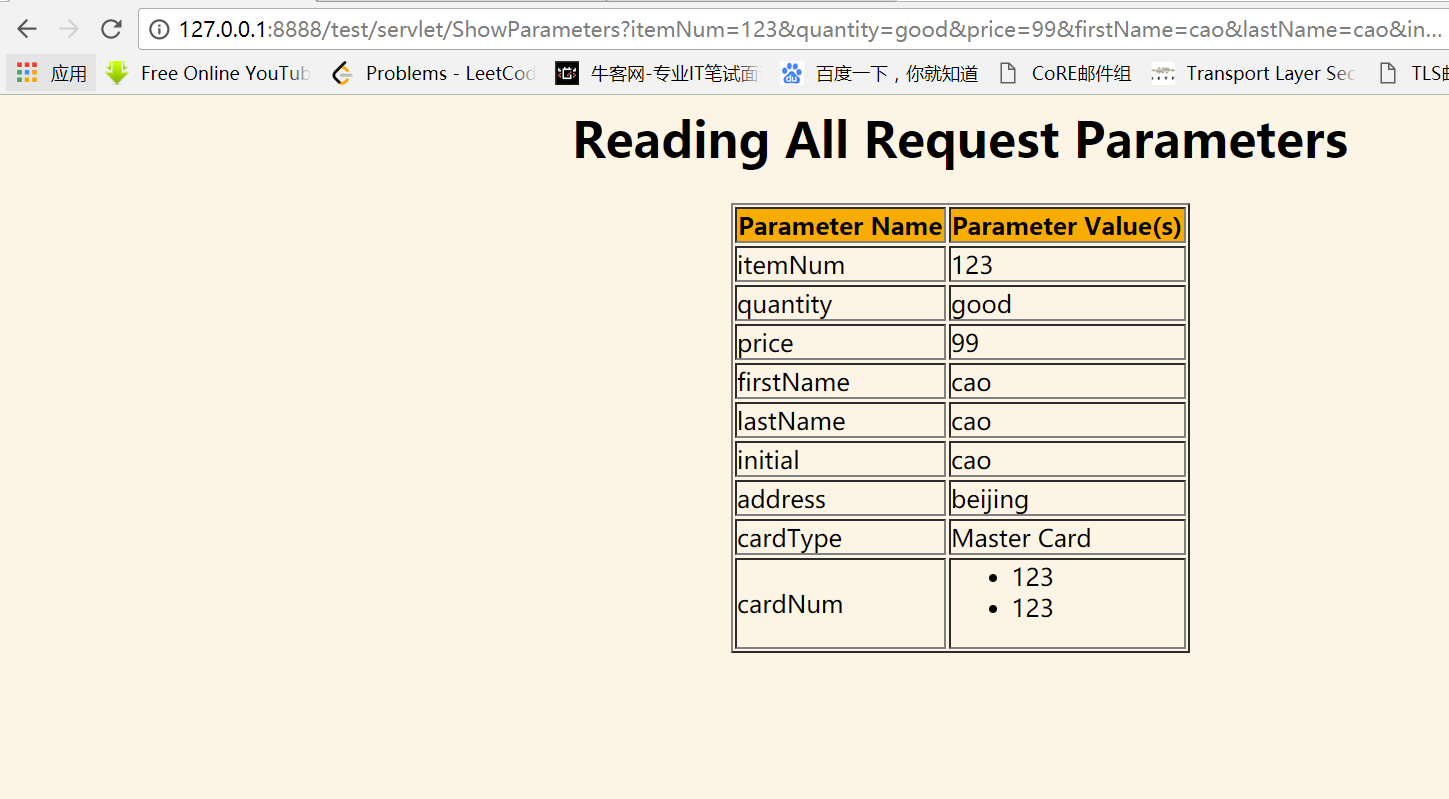 127.0.0.1:8888/test/servlet/ShowParameters?itemNum=123&quantity=good&price=99&firstName=cao&lastName=cao&in...
应用 Free Online YouTub Problems - LeetCod 牛客网-专业IT笔试面 百度一下，你就知道 CoRE邮件组 Transport Layer Sec TLS
Reading All Request Parameters
Parameter Name Parameter Value(s)
itemNum 123
quantity good
price 99
firstName cao
lastName cao
initial cao
address beijing
cardType Master Card
cardNum
• 123
• 123